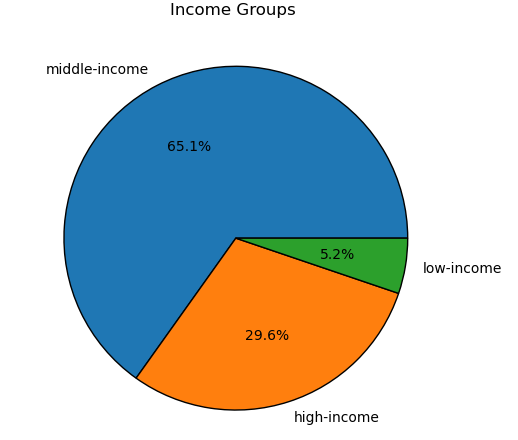 Income Groups
middle-income
65.1%
5.2%
low-income
29.6%
high-income